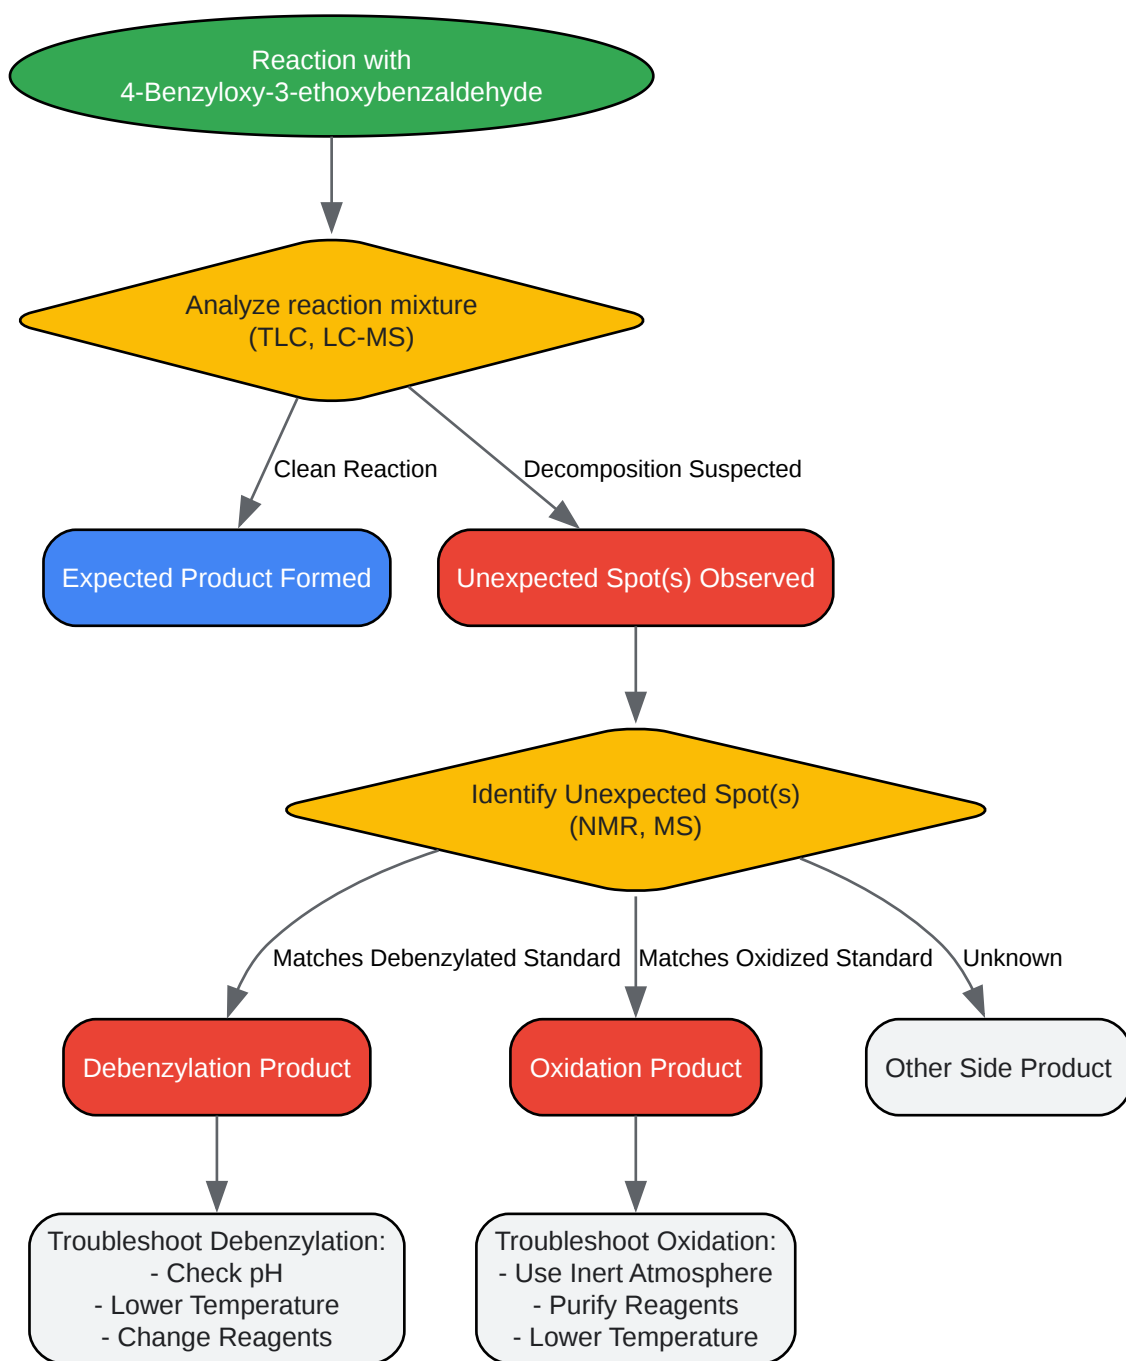 Reaction with
4-Benzyloxy-3-ethoxybenzaldehyde
Analyze reaction mixture
(TLC, LC-MS)
Clean Reaction
Decomposition Suspected
Expected Product Formed
Unexpected Spot(s) Observed
Identify Unexpected Spot(s)
(NMR, MS)
Matches Debenzylated Standard
Matches Oxidized Standard
Unknown
Debenzylation Product
Oxidation Product
Other Side Product
Troubleshoot Debenzylation:
- Check pH
- Lower Temperature
- Change Reagents
Troubleshoot Oxidation:
- Use Inert Atmosphere
- Purify Reagents
- Lower Temperature